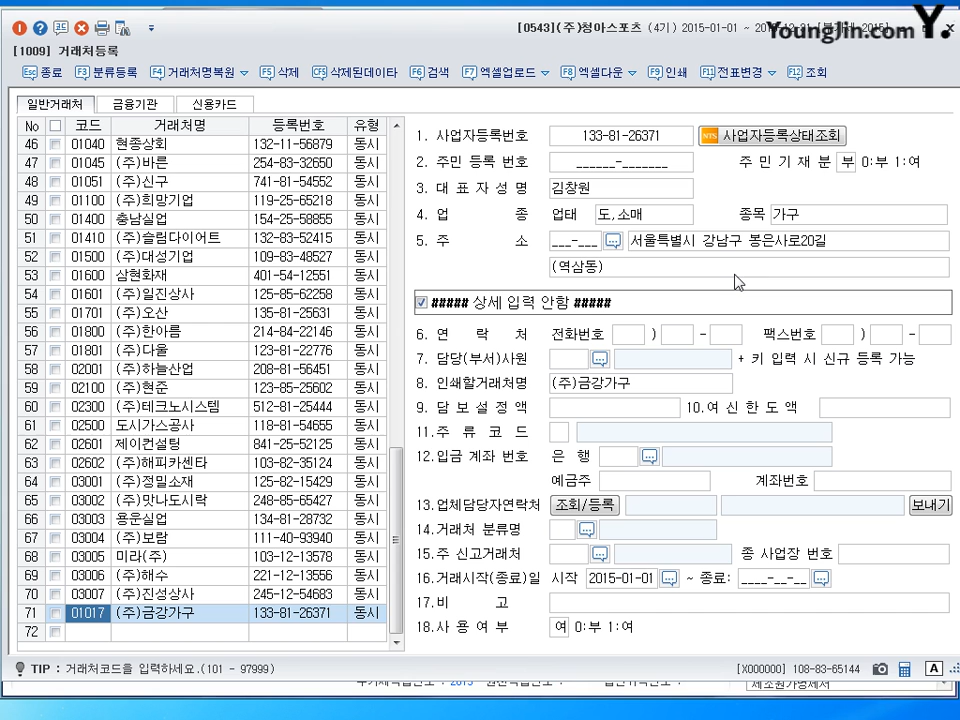 [0543](주)청아스포츠 (4기) 2015-01-01 ~
Younglin.com Y.
[1009] 거래처등록
Esc 종료 F3 분류등록 F4 거래처명복원 F5 삭제 CF5 삭제된데이타 F6 검색 F7 엑셀업로드 F8 엑셀다운 F9 인쇄 F11 전표변경 F12 조회
일반거래처 금융기관 신용카드
No 코드 거래처명 등록번호 유형
46 01040 현종상회 132-11-56879 동시
47 01045 (주)바른 254-83-32650 동시
48 01051 (주)신구 741-81-54552 동시
49 01100 (주)희망기업 119-25-65218 동시
50 01400 충남실업 154-25-58855 동시
51 01410 (주)슬림다이어트 132-83-52415 동시
52 01500 (주)대성기업 109-83-48527 동시
53 01600 삼현화재 401-54-12551 동시
54 01601 (주)일진상사 125-85-62258 동시
55 01701 (주)오산 135-81-25631 동시
56 01800 (주)한아름 214-84-22146 동시
57 01801 (주)다울 123-81-22776 동시
58 02001 (주)하늘산업 208-81-56451 동시
59 02100 (주)현준 123-85-25602 동시
60 02300 (주)테크노시스템 512-81-25444 동시
61 02500 도시가스공사 118-81-54655 동시
62 02601 제이컨설팅 841-25-52125 동시
63 02602 (주)해피카센타 103-82-35124 동시
64 03001 (주)정밀소재 125-82-15429 동시
65 03002 (주)맛나도시락 248-85-65427 동시
66 03003 용운실업 134-81-28732 동시
67 03004 (주)보람 111-40-93940 동시
68 03005 미라(주) 103-12-13578 동시
69 03006 (주)해수 221-12-13556 동시
70 03007 (주)진성상사 245-12-54683 동시
71 01017 (주)금강가구 133-81-26371 동시
72
1. 사업자등록번호 133-81-26371 NTS 사업자등록상태조회
2. 주민 등록 번호 ______-_______ 주 민 기 재 분 부 0:부 1:여
3. 대 표 자 성 명 김창원
4. 업 종 업태 도,소매 종목 가구
5. 주 소 ___-___ 서울특별시 강남구 봉은사로20길
(역삼동)
##### 상세 입력 안함 #####
6. 연 락 처 전화번호 ) - 팩스번호 ) -
7. 담당(부서)사원 + 키 입력 시 신규 등록 가능
8. 인쇄할거래처명 (주)금강가구
9. 담 보 설 정 액 10.여 신 한 도 액
11.주 류 코 드
12.입금 계좌 번호 은 행
예금주 계좌번호
13.업체담당자연락처 조회/등록 보내기
14.거래처 분류명
15.주 신고거래처 종 사업장 번호
16.거래시작(종료)일 시작 2015-01-01 ~ 종료: ____-__-__
17.비 고
18.사 용 여 부 여 0:부 1:여
TIP : 거래처코드를 입력하세요.(101 - 97999) [X000000] 108-83-65144 A